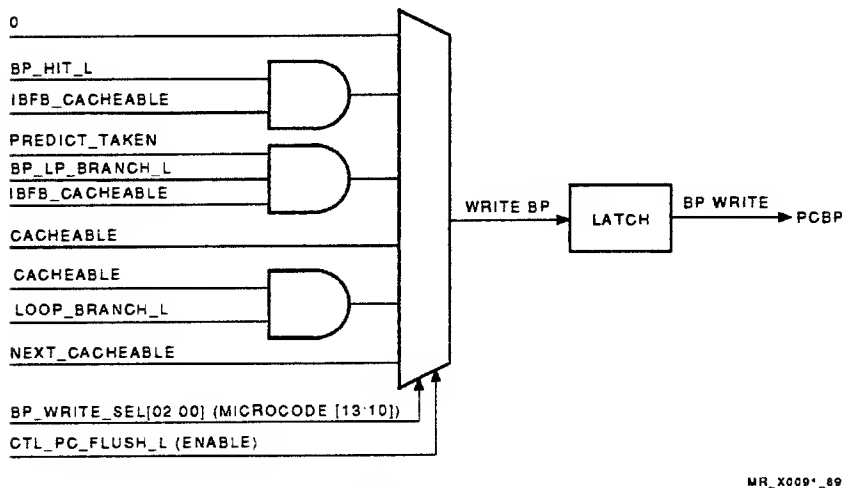 0
BP_HIT_L
IBFB_CACHEABLE
PREDICT_TAKEN
BP_LP_BRANCH_L
IBFB_CACHEABLE
WRITE BP
LATCH
BP WRITE
PCBP
CACHEABLE
CACHEABLE
LOOP_BRANCH_L
NEXT_CACHEABLE
BP_WRITE_SEL[02 00] (MICROCODE [13:10])
CTL_PC_FLUSH_L (ENABLE)
MR_X0091_89